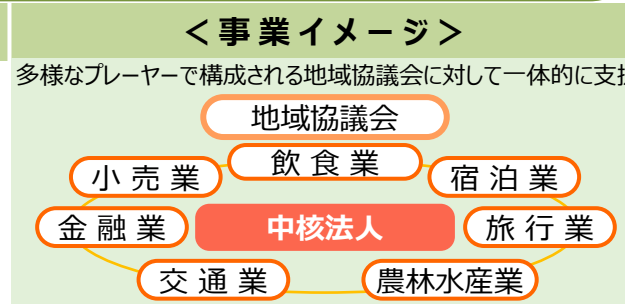 ＜事業イメージ＞
多様なプレーヤーで構成される地域協議会に対して一体的に支
地域協議会
飲食業
小売業
宿泊業
金融業
中核法人
旅行業
交通業
農林水産業